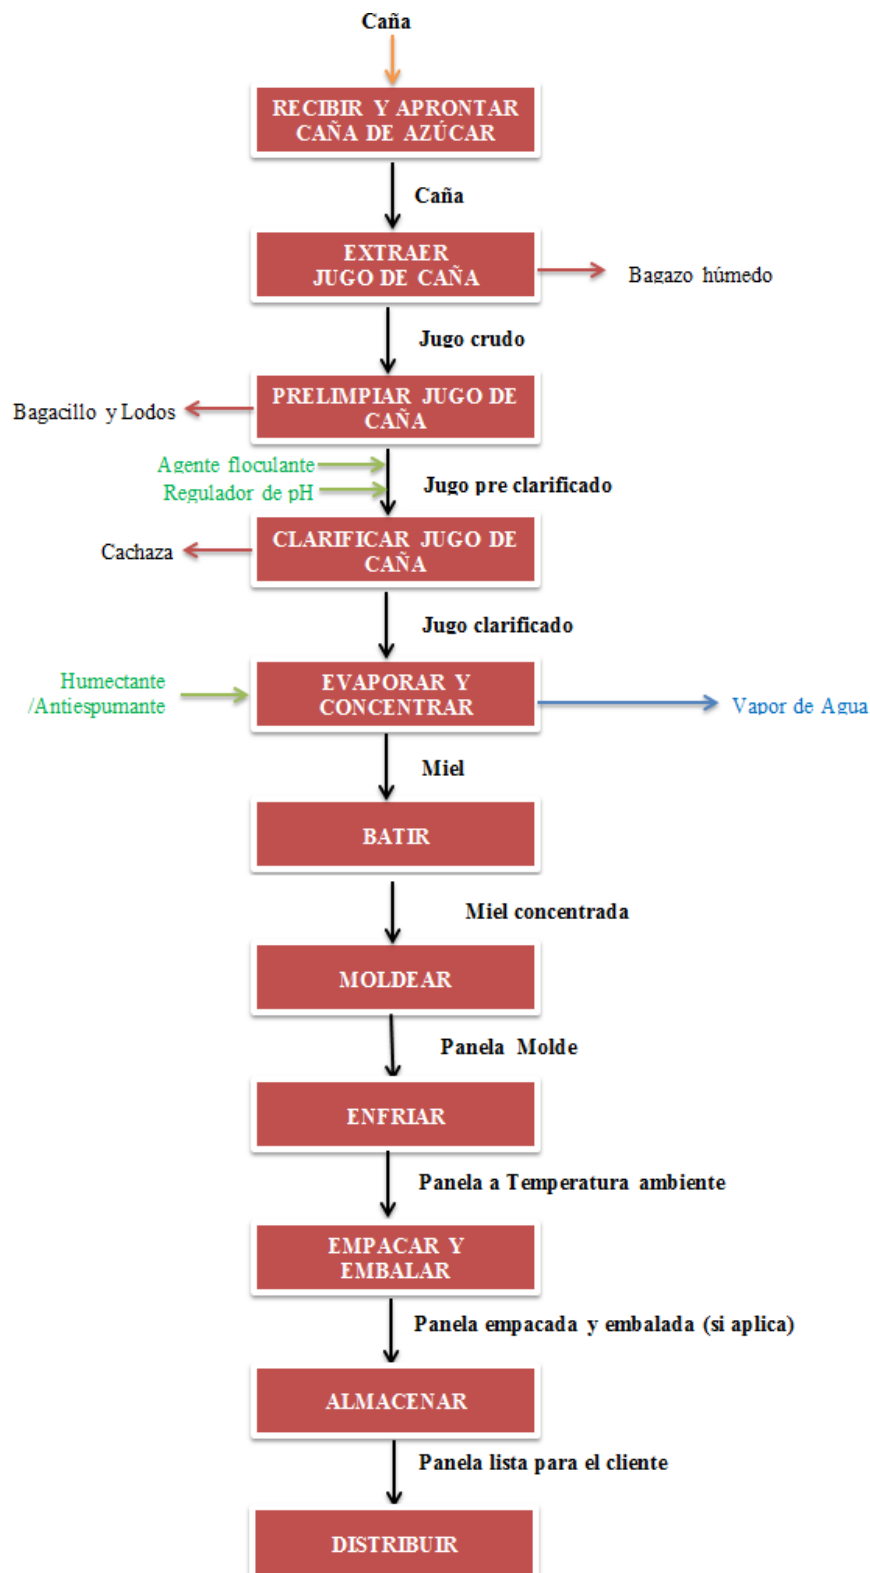 Caña
RECIBIR Y APRONTAR
CAÑA DE AZÚCAR
Caña
EXTRAER
JUGO DE CAÑA
Bagazo húmedo
Jugo crudo
PRELIMPIAR JUGO DE
CAÑA
Bagacillo y Lodos
Agente floculante
Regulador de pH
Jugo pre clarificado
CLARIFICAR JUGO DE
CAÑA
Cachaza
Jugo clarificado
Humectante
/Antiespumante
EVAPORAR Y
CONCENTRAR
Vapor de Agua
Miel
BATIR
Miel concentrada
MOLDEAR
Panela Molde
ENFRIAR
Panela a Temperatura ambiente
EMPACAR Y
EMBALAR
Panela empacada y embalada (si aplica)
ALMACENAR
Panela lista para el cliente
DISTRIBUIR